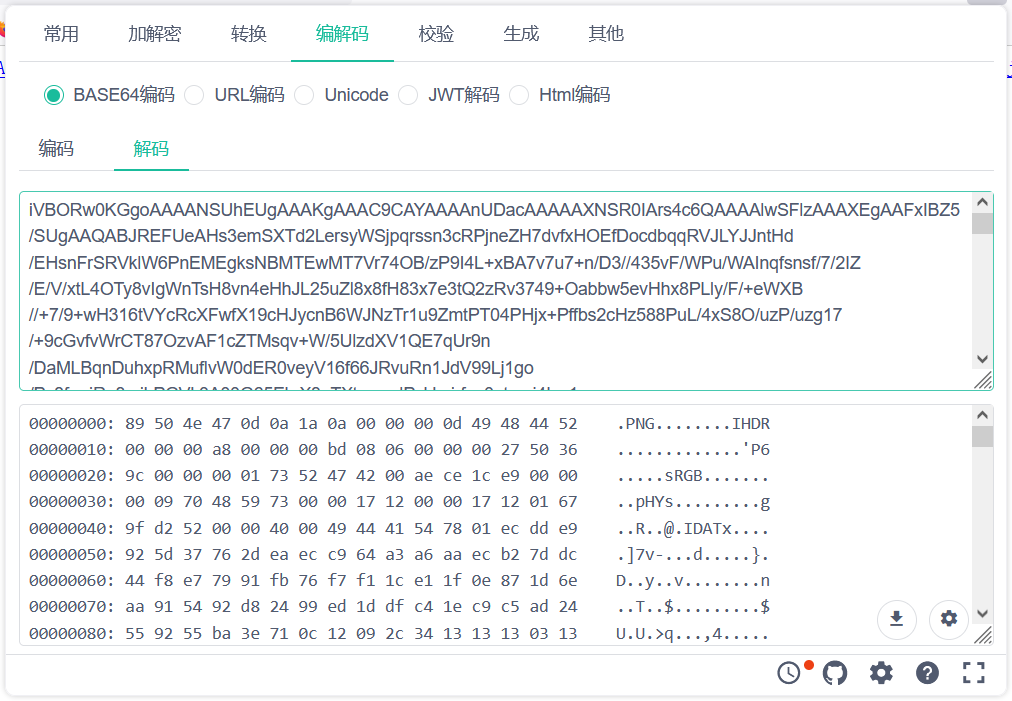 常用 加解密 转换 编解码 校验 生成 其他
BASE64编码 URL编码 Unicode JWT解码 Html编码
编码 解码
iVBORw0KGgoAAAANSUhEUgAAAKgAAAC9CAYAAAAnUDacAAAAAXNSR0IArs4c6QAAAAlwSFlzAAAXEgAAFxIBZ5
/SUgAAQABJREFUeAHs3emSXTd2LersyWSjpqrssn3cRPjneZH7dvfxHOEfDocdbqqRVJLYJJntHd
/EHsnFrSRVklW6PnEMEgksNBMTEwMT7Vr74OB/zP9I4L+xBA7v7u7+n/D3//435vF/WPu/WAInqfsnsf/7/2IZ
/E/V/xtL4OTy8vIgWnTsH8vn4eHhJL25uZl8x8fH83x7e3tQ2zRv3749+Oabbw5evHhx8PLly/F/+eWXB
//+7/9+wH316tVYcRcXFwfX19cHJycnB6WJNzTr1u9ZmtPT04PHjx+Pffbs2cHz588PuL/4xS8O/uzP/uzg17
/+9cGvfvWrCT87OzvAF1cZTMsqv+W/5UIzdXV1QE7qUr9n
/DaMLBqnDuhxpRMuflvW0dER0veyV16f66JRvuRn1JdV99Lj1go
00000000: 89 50 4e 47 0d 0a 1a 0a 00 00 00 0d 49 48 44 52 .PNG........IHDR
00000010: 00 00 00 a8 00 00 00 bd 08 06 00 00 00 27 50 36 .............'P6
00000020: 9c 00 00 00 01 73 52 47 42 00 ae ce 1c e9 00 00 .....sRGB.......
00000030: 00 09 70 48 59 73 00 00 17 12 00 00 17 12 01 67 ..pHYs.........g
00000040: 9f d2 52 00 00 40 00 49 44 41 54 78 01 ec dd e9 ..R..@.IDATx....
00000050: 92 5d 37 76 2d ea ec c9 64 a3 a6 aa ec b2 7d dc .]7v-...d.....}.
00000060: 44 f8 e7 79 91 fb 76 f7 f1 1c e1 1f 0e 87 1d 6e D..y..v........n
00000070: aa 91 54 92 d8 24 99 ed 1d df c4 1e c9 c5 ad 24 ..T..$.........$
00000080: 55 92 55 ba 3e 71 0c 12 09 2c 34 13 13 13 03 13 U.U.>q...,4.....